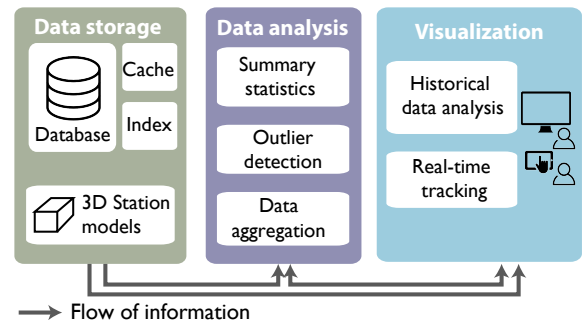 Data storage
Database
Cache
Index
3D Station
models
Data analysis
Summary
statistics
Outlier
detection
Data
aggregation
Visualization
Historical
data analysis
Real-time
tracking
Flow of information